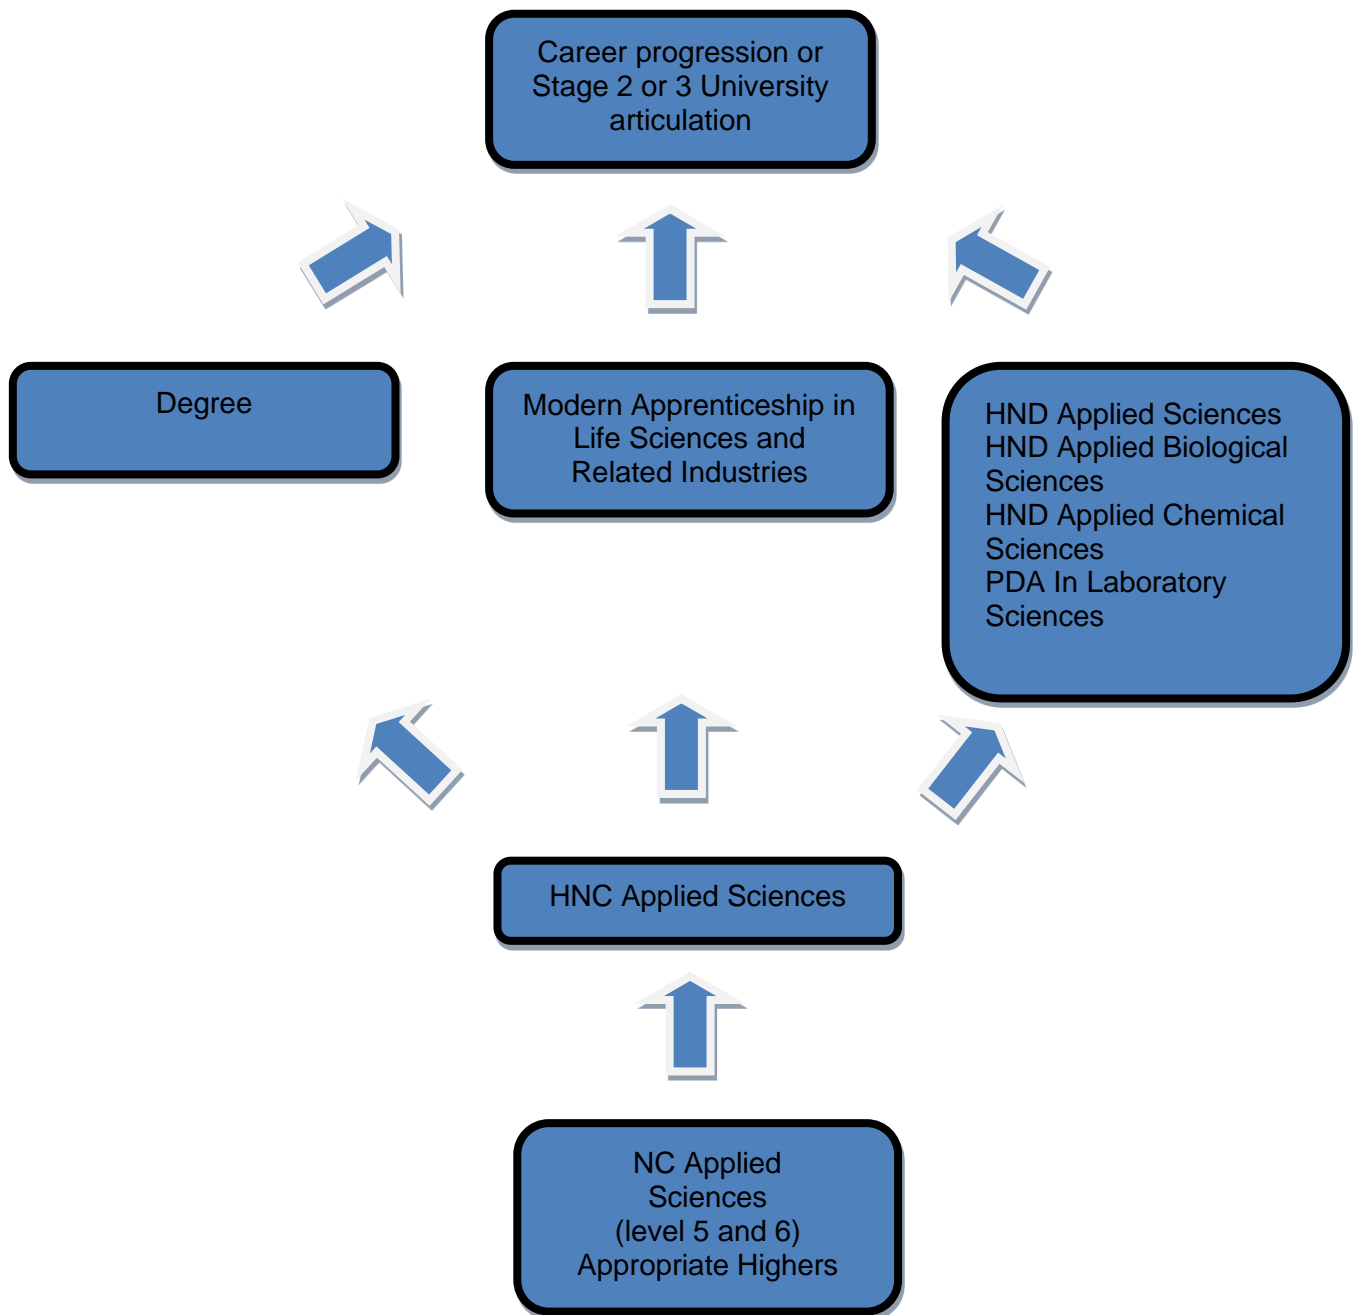 Career progression or
Stage 2 or 3 University
articulation
Degree
Modern Apprenticeship in
Life Sciences and
Related Industries
HND Applied Sciences
HND Applied Biological
Sciences
HND Applied Chemical
Sciences
PDA In Laboratory
Sciences
HNC Applied Sciences
NC Applied
Sciences
(level 5 and 6)
Appropriate Highers